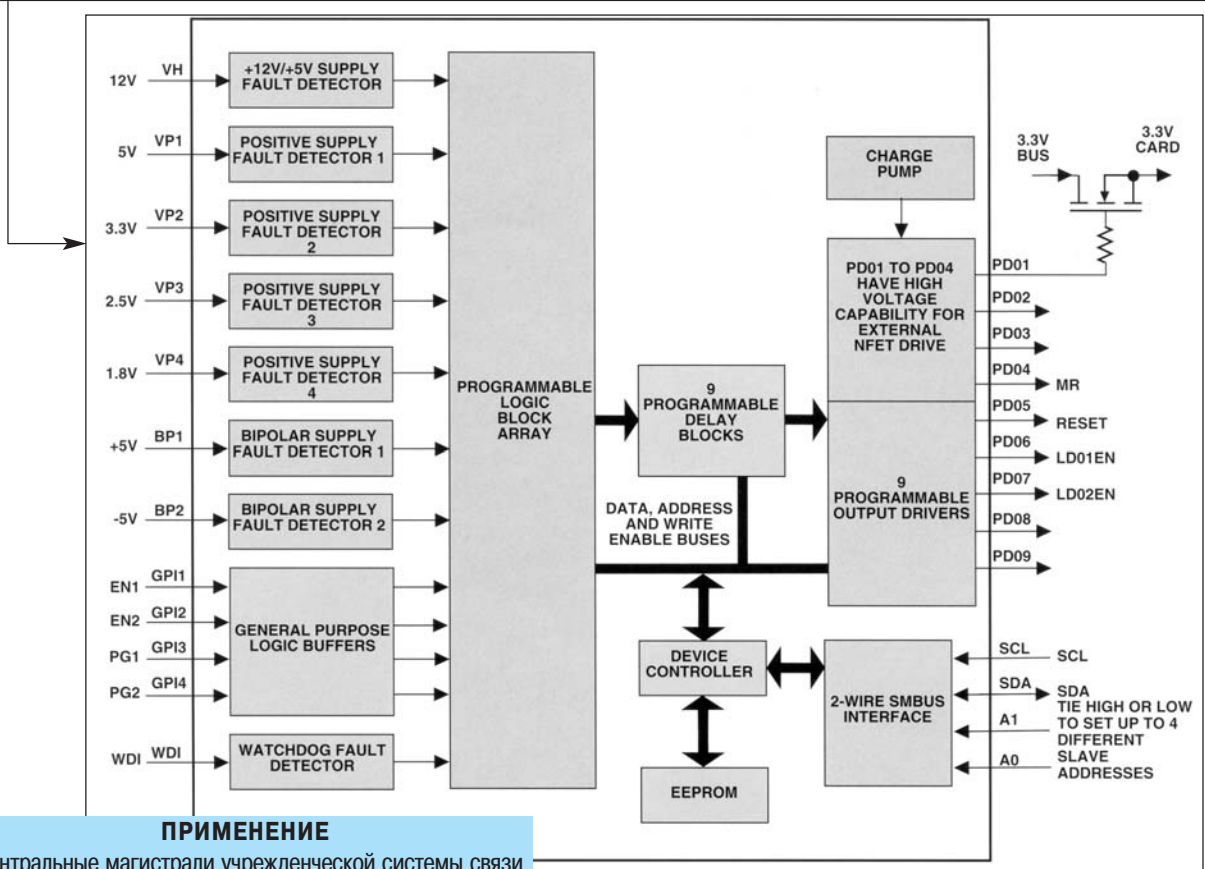 12V VH
+12V/+5V SUPPLY
FAULT DETECTOR
5V VP1
POSITIVE SUPPLY
FAULT DETECTOR 1
3.3V VP2
POSITIVE SUPPLY
FAULT DETECTOR
2
2.5V VP3
POSITIVE SUPPLY
FAULT DETECTOR
3
1.8V VP4
POSITIVE SUPPLY
FAULT DETECTOR
4
+5V BP1
BIPOLAR SUPPLY
FAULT DETECTOR 1
-5V BP2
BIPOLAR SUPPLY
FAULT DETECTOR 2
EN1 GPI1
EN2 GPI2
PG1 GPI3
PG2 GPI4
GENERAL PURPOSE
LOGIC BUFFERS
WDI WDI
WATCHDOG FAULT
DETECTOR
PROGRAMMABLE
LOGIC
BLOCK
ARRAY
9
PROGRAMMABLE
DELAY
BLOCKS
DATA, ADDRESS
AND WRITE
ENABLE BUSES
DEVICE
CONTROLLER
EEPROM
CHARGE
PUMP
PD01 TO PD04
HAVE HIGH
VOLTAGE
CAPABILITY FOR
EXTERNAL
NFET DRIVE
9
PROGRAMMABLE
OUTPUT DRIVERS
2-WIRE SMBUS
INTERFACE
3.3V
BUS
3.3V
CARD
PD01
PD02
PD03
PD04 MR
PD05 RESET
PD06 LD01EN
PD07 LD02EN
PD08
PD09
SCL SCL
SDA SDA
A1
A0
TIE HIGH OR LOW
TO SET UP TO 4
DIFFERENT
SLAVE
ADDRESSES
ПРИМЕНЕНИЕ
нтральные магистрали учрежденческой системы связи